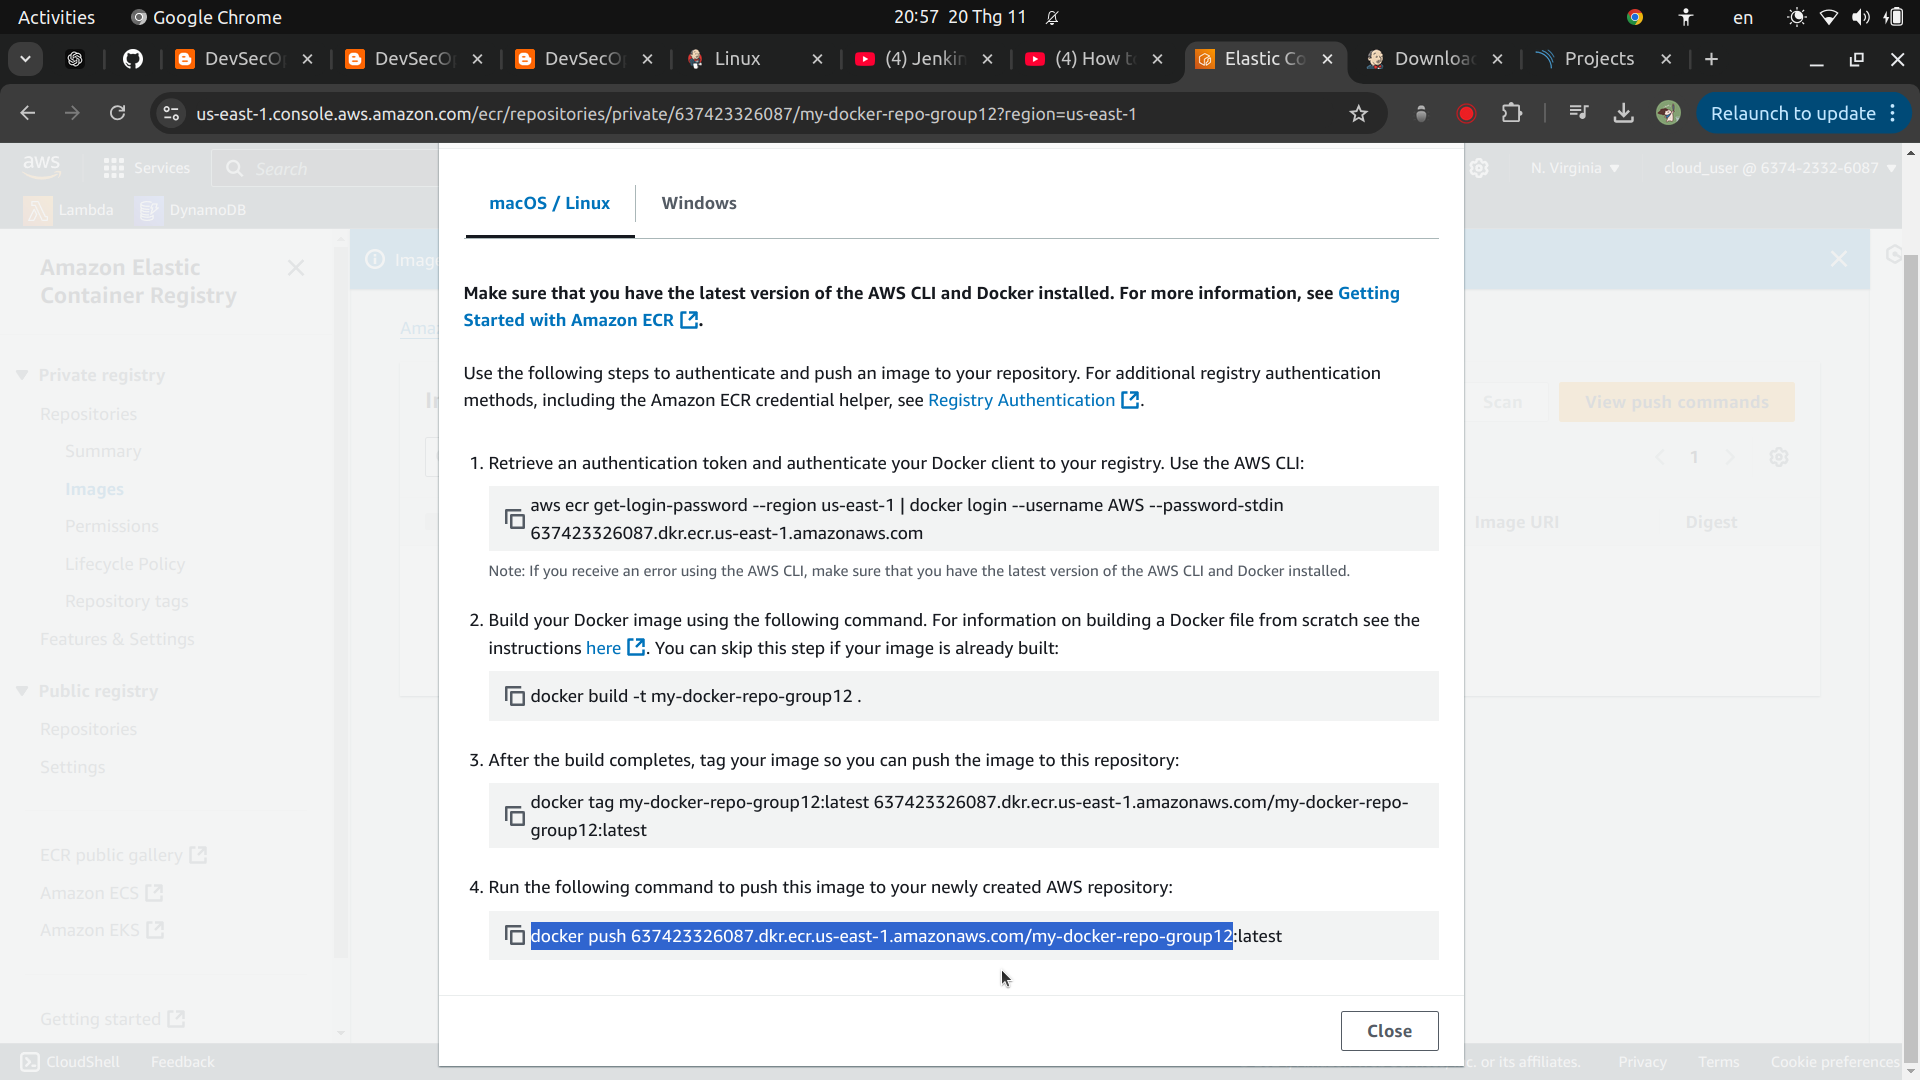 Activities
Google Chrome
20:57 20 Thg 11
en
DevSecO
DevSecO
DevSecO
Linux
(4) Jenkin
(4) How to
Elastic Co
Downloa
Projects
us-east-1.console.aws.amazon.com/ecr/repositories/private/637423326087/my-docker-repo-group12?region=us-east-1
Relaunch to update
aws
Services
Search
N. Virginia
cloud_user @ 6374-2332-6087
Lambda
DynamoDB
Amazon Elastic
Container Registry
Private registry
Repositories
Summary
Images
Permissions
Lifecycle Policy
Repository tags
Features & Settings
Public registry
Repositories
Settings
ECR public gallery
Amazon ECS
Amazon EKS
Getting started
macOS / Linux
Windows
Make sure that you have the latest version of the AWS CLI and Docker installed. For more information, see Getting
Started with Amazon ECR.
Use the following steps to authenticate and push an image to your repository. For additional registry authentication
methods, including the Amazon ECR credential helper, see Registry Authentication.
1. Retrieve an authentication token and authenticate your Docker client to your registry. Use the AWS CLI:
aws ecr get-login-password --region us-east-1 | docker login --username AWS --password-stdin
637423326087.dkr.ecr.us-east-1.amazonaws.com
Note: If you receive an error using the AWS CLI, make sure that you have the latest version of the AWS CLI and Docker installed.
2. Build your Docker image using the following command. For information on building a Docker file from scratch see the
instructions here. You can skip this step if your image is already built:
docker build -t my-docker-repo-group12 .
3. After the build completes, tag your image so you can push the image to this repository:
docker tag my-docker-repo-group12:latest 637423326087.dkr.ecr.us-east-1.amazonaws.com/my-docker-repo-
group12:latest
4. Run the following command to push this image to your newly created AWS repository:
docker push 637423326087.dkr.ecr.us-east-1.amazonaws.com/my-docker-repo-group12:latest
Close
Scan
View push commands
1
Image URI
Digest
CloudShell
Feedback
c. or its affiliates.
Privacy
Terms
Cookie preferences